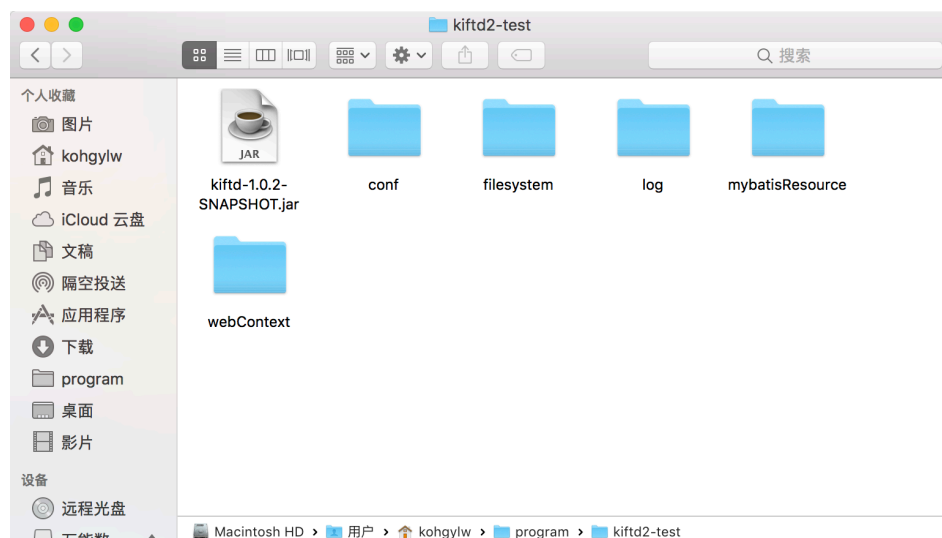 kiftd2-test
搜索
个人收藏
图片
kohgylw
音乐
iCloud 云盘
文稿
隔空投送
应用程序
下载
program
桌面
影片
设备
远程光盘
JAR
kiftd-1.0.2-
SNAPSHOT.jar
conf
filesystem
log
mybatisResource
webContext
Macintosh HD › 用户 › kohgylw › program › kiftd2-test